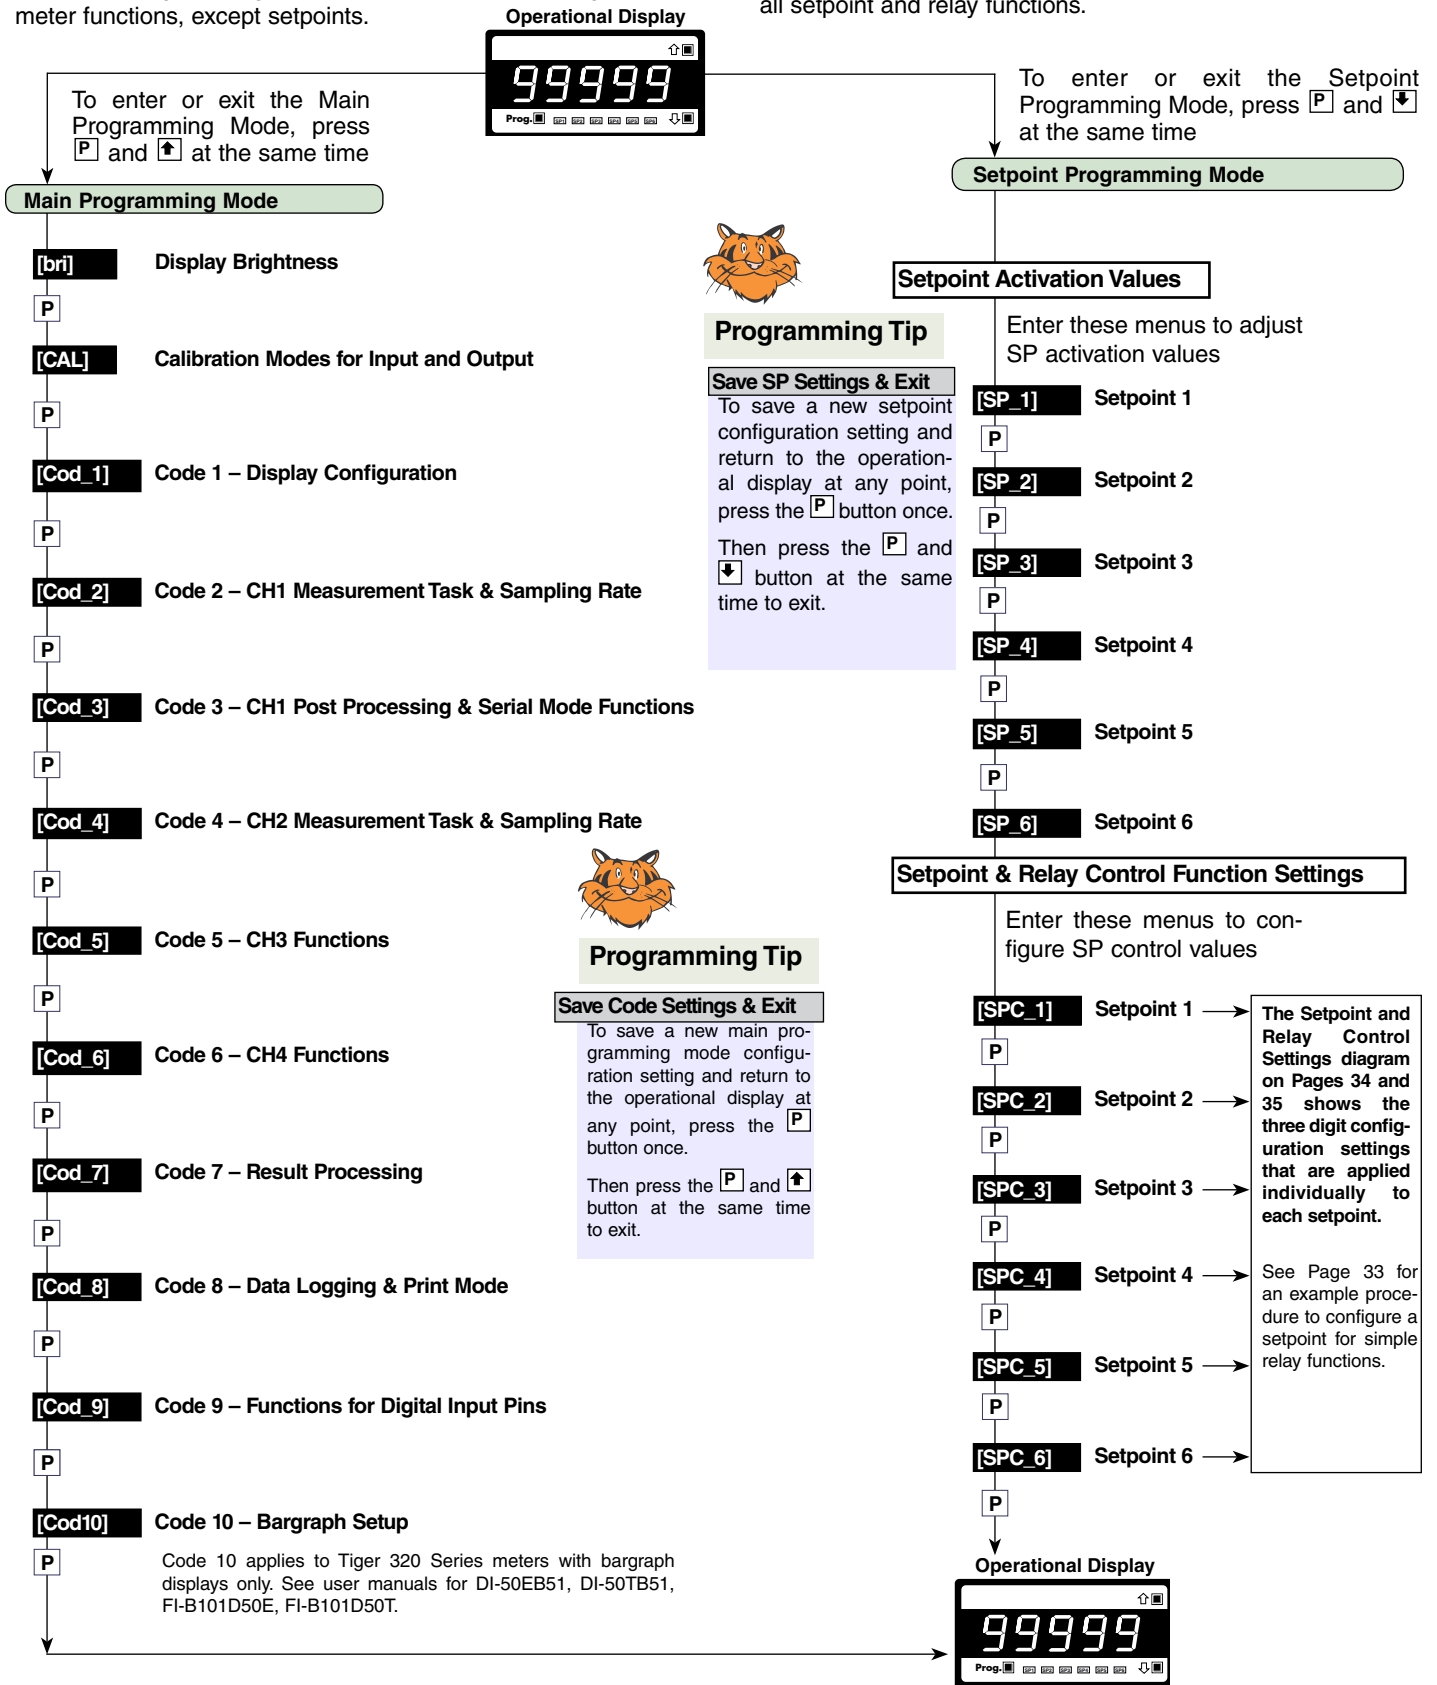 meter functions, except setpoints.
all setpoint and relay functions.
Operational Display
99999
Prog. SP1 SP2 SP3 SP4 SP5 SP6
To enter or exit the Main
Programming Mode, press
P and at the same time
To enter or exit the Setpoint
Programming Mode, press P and
at the same time
Main Programming Mode
[bri] Display Brightness
P
[CAL] Calibration Modes for Input and Output
P
[Cod_1] Code 1 – Display Configuration
P
[Cod_2] Code 2 – CH1 Measurement Task & Sampling Rate
P
[Cod_3] Code 3 – CH1 Post Processing & Serial Mode Functions
P
[Cod_4] Code 4 – CH2 Measurement Task & Sampling Rate
P
[Cod_5] Code 5 – CH3 Functions
P
[Cod_6] Code 6 – CH4 Functions
P
[Cod_7] Code 7 – Result Processing
P
[Cod_8] Code 8 – Data Logging & Print Mode
P
[Cod_9] Code 9 – Functions for Digital Input Pins
P
[Cod10] Code 10 – Bargraph Setup
P
Code 10 applies to Tiger 320 Series meters with bargraph
displays only. See user manuals for DI-50EB51, DI-50TB51,
FI-B101D50E, FI-B101D50T.
Programming Tip
Save SP Settings & Exit
To save a new setpoint
configuration setting and
return to the operation-
al display at any point,
press the P button once.
Then press the P and
button at the same
time to exit.
Programming Tip
Save Code Settings & Exit
To save a new main pro-
gramming mode configu-
ration setting and return to
the operational display at
any point, press the P
button once.
Then press the P and
button at the same time
to exit.
Setpoint Programming Mode
Setpoint Activation Values
Enter these menus to adjust
SP activation values
[SP_1] Setpoint 1
P
[SP_2] Setpoint 2
P
[SP_3] Setpoint 3
P
[SP_4] Setpoint 4
P
[SP_5] Setpoint 5
P
[SP_6] Setpoint 6
Setpoint & Relay Control Function Settings
Enter these menus to con-
figure SP control values
[SPC_1] Setpoint 1
P
[SPC_2] Setpoint 2
P
[SPC_3] Setpoint 3
P
[SPC_4] Setpoint 4
P
[SPC_5] Setpoint 5
P
[SPC_6] Setpoint 6
P
The Setpoint and
Relay Control
Settings diagram
on Pages 34 and
35 shows the
three digit config-
uration settings
that are applied
individually to
each setpoint.
See Page 33 for
an example proce-
dure to configure a
setpoint for simple
relay functions.
Operational Display
99999
Prog. SP1 SP2 SP3 SP4 SP5 SP6